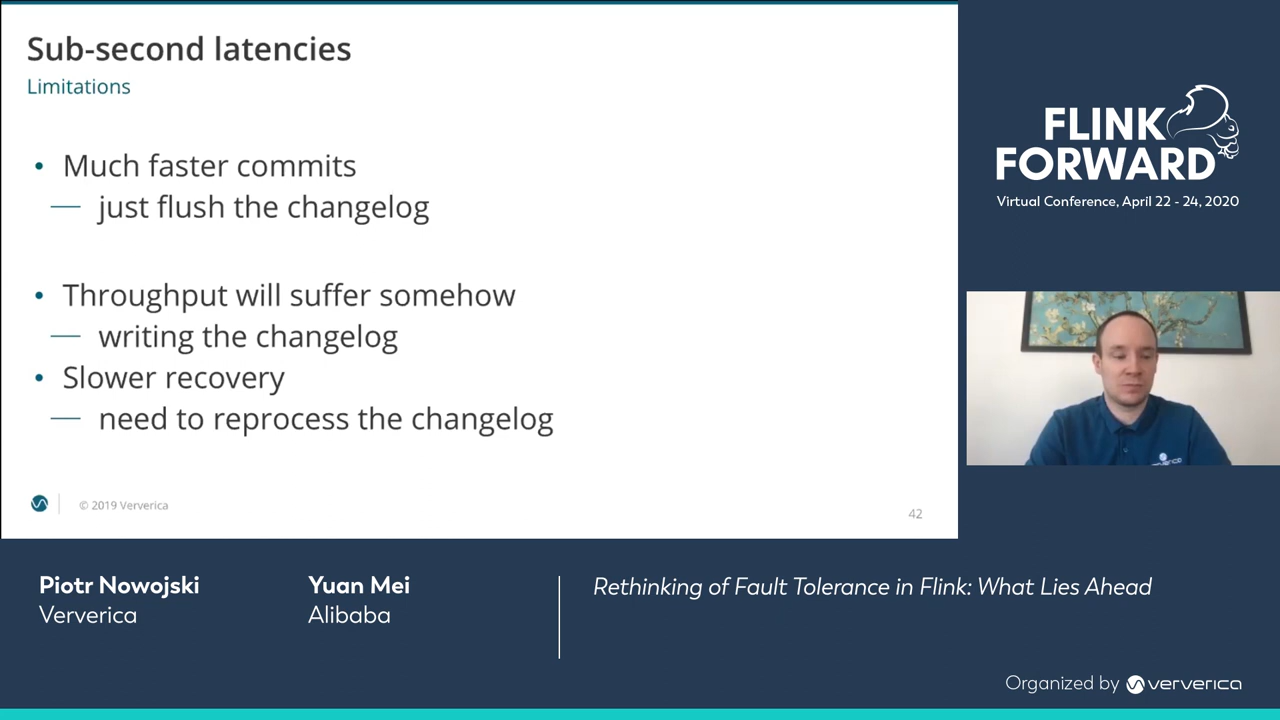 Sub-second latencies
Limitations
• Much faster commits
— just flush the changelog
• Throughput will suffer somehow
— writing the changelog
• Slower recovery
— need to reprocess the changelog
© 2019 Ververica
42
FLINK
FORWARD
Virtual Conference, April 22 - 24, 2020
Piotr Nowojski
Ververica
Yuan Mei
Alibaba
Rethinking of Fault Tolerance in Flink: What Lies Ahead
Organized by ververica